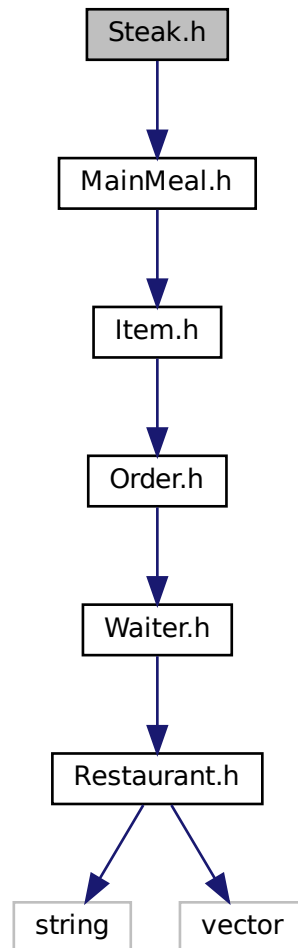 Steak.h
MainMeal.h
Item.h
Order.h
Waiter.h
Restaurant.h
string
vector